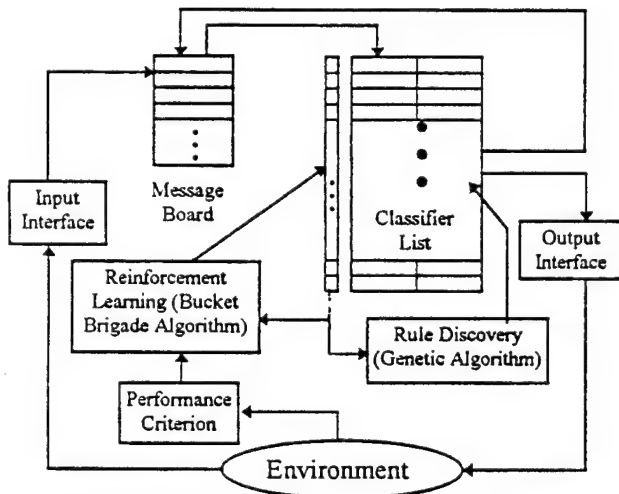 Message
Board
Input
Interface
Classifier
List
Output
Interface
Reinforcement
Learning (Bucket
Brigade Algorithm)
Rule Discovery
(Genetic Algorithm)
Performance
Criterion
Environment